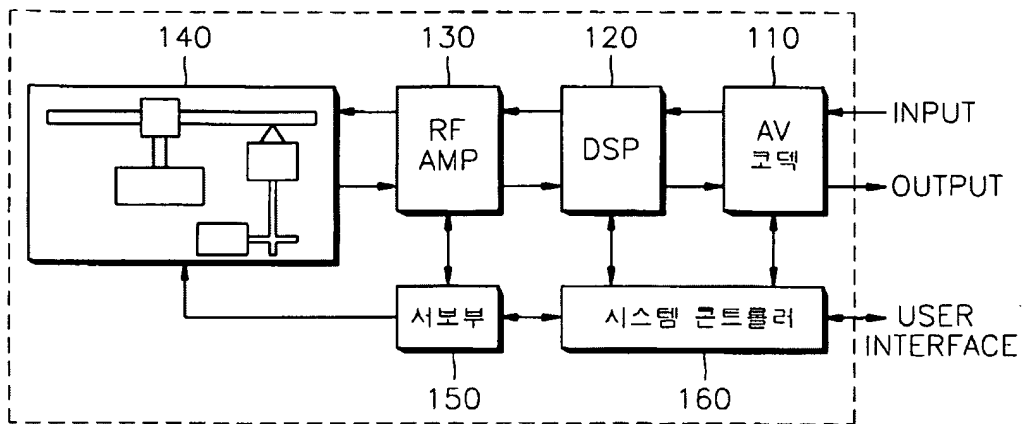 140
130
120
110
RF
AMP
DSP
AV
코덱
INPUT
OUTPUT
서보부
시스템 콘트롤러
USER
INTERFACE
150
160